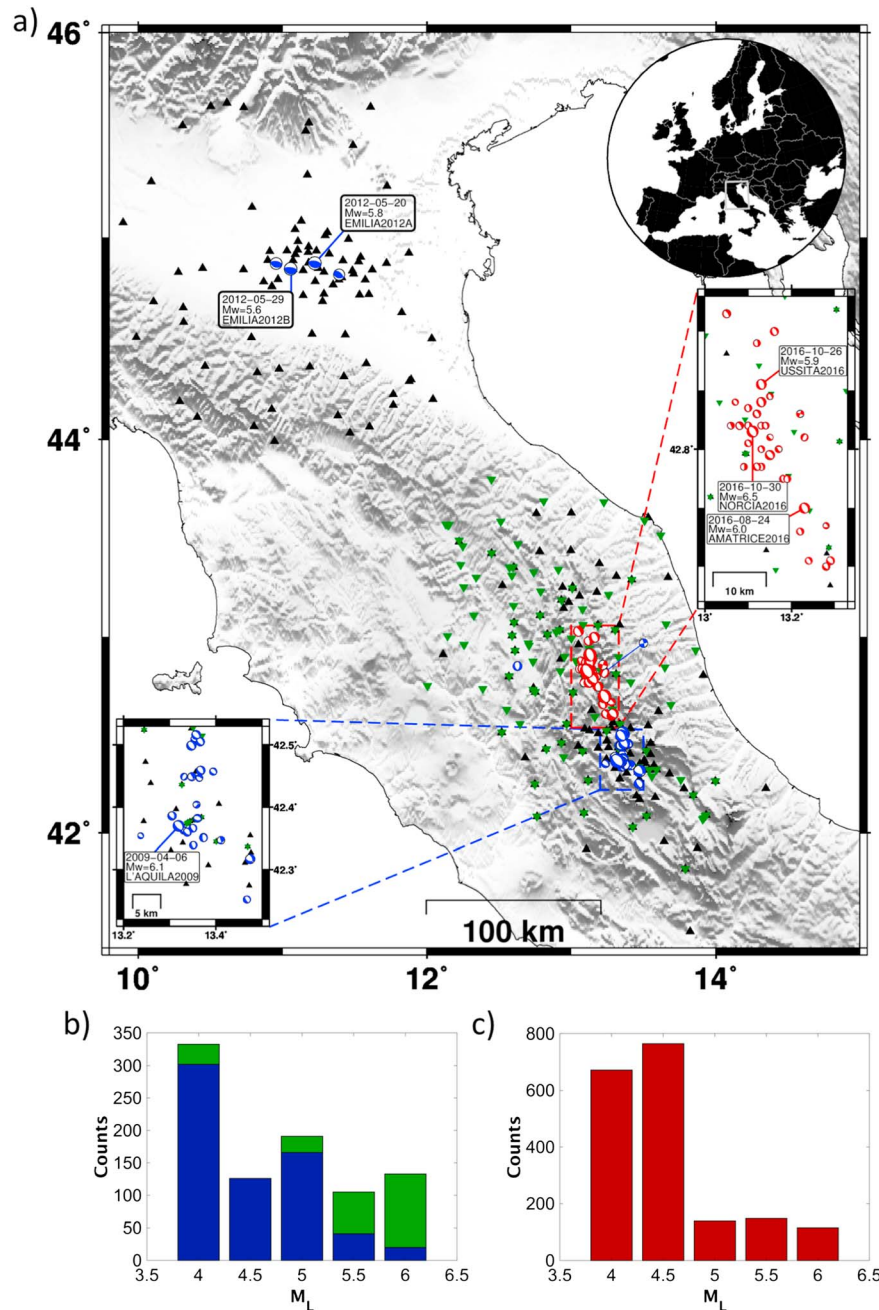 a)
46˚
44˚
42˚
10˚
12˚
14˚
2012-05-20
Mw=5.8
EMILIA2012A
2012-05-29
Mw=5.6
EMILIA2012B
2016-10-26
Mw=5.9
USSITA2016
42.8˚
2016-10-30
Mw=6.5
NORCIA2016
2016-08-24
Mw=6.0
AMATRICE2016
10 km
13˚
13.2˚
42.5˚
42.4˚
42.3˚
2009-04-06
Mw=6.1
L'AQUILA2009
5 km
13.2˚
13.4˚
100 km
b)
350
300
250
200
150
100
50
0
Counts
3.5
4
4.5
5
5.5
6
6.5
M_L
c)
800
600
400
200
0
Counts
3.5
4
4.5
5
5.5
6
6.5
M_L